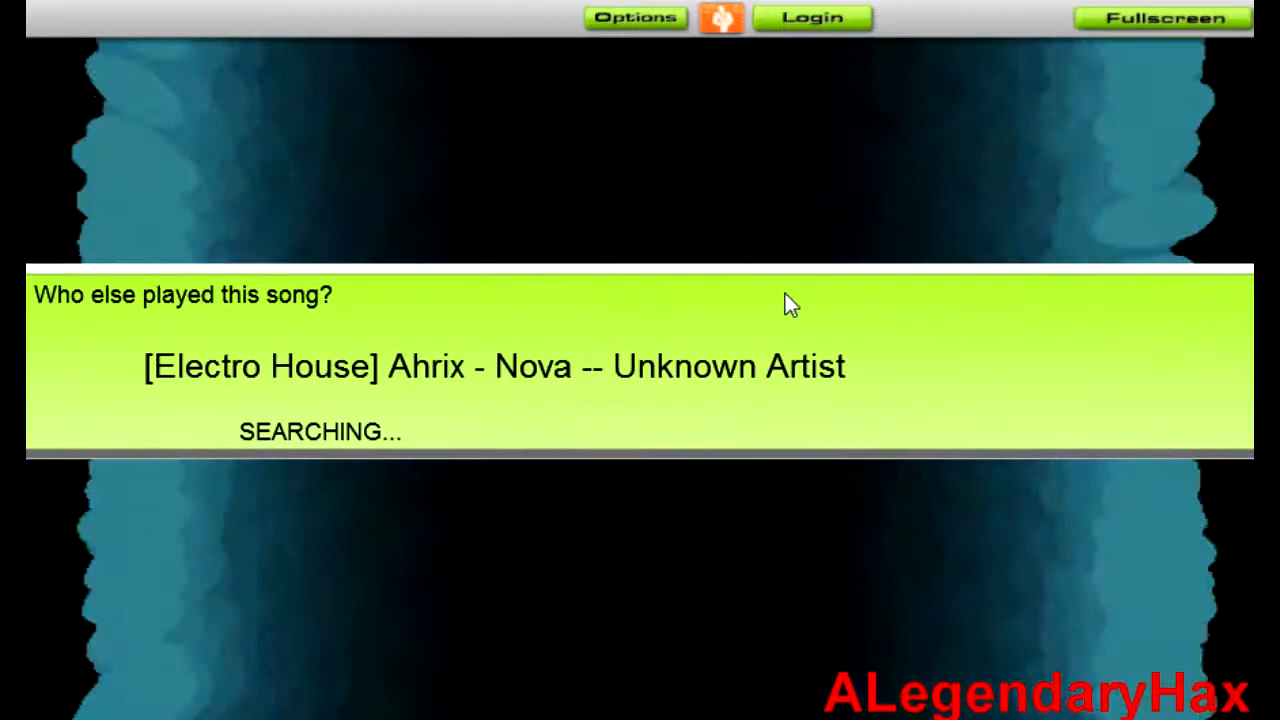 Options Login Fullscreen
Who else played this song?
[Electro House] Ahrix - Nova -- Unknown Artist
SEARCHING...
ALegendaryHax